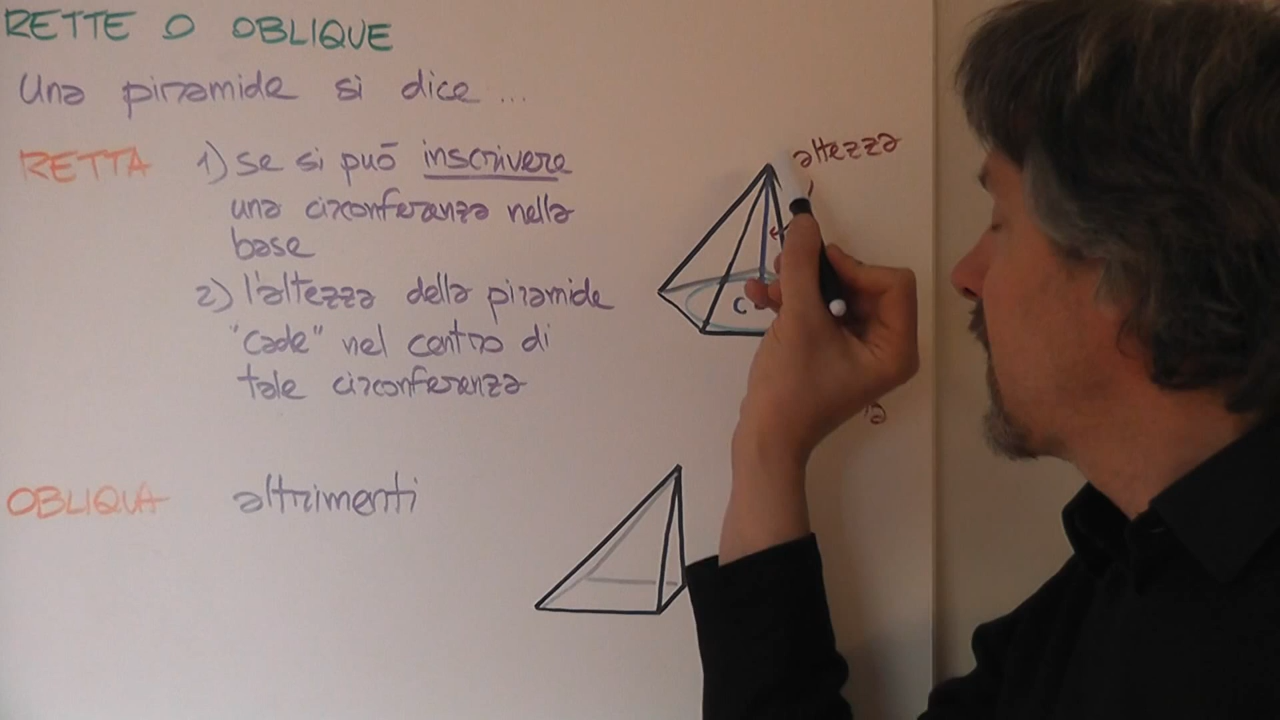 RETTE O OBLIQUE
Una piramide si dice ...
RETTA 1) se si può inscrivere
una circonferenza nella
base
2) l'altezza della piramide
"cade" nel centro di
tale circonferenza
OBLIQUA altrimenti
altezza
C